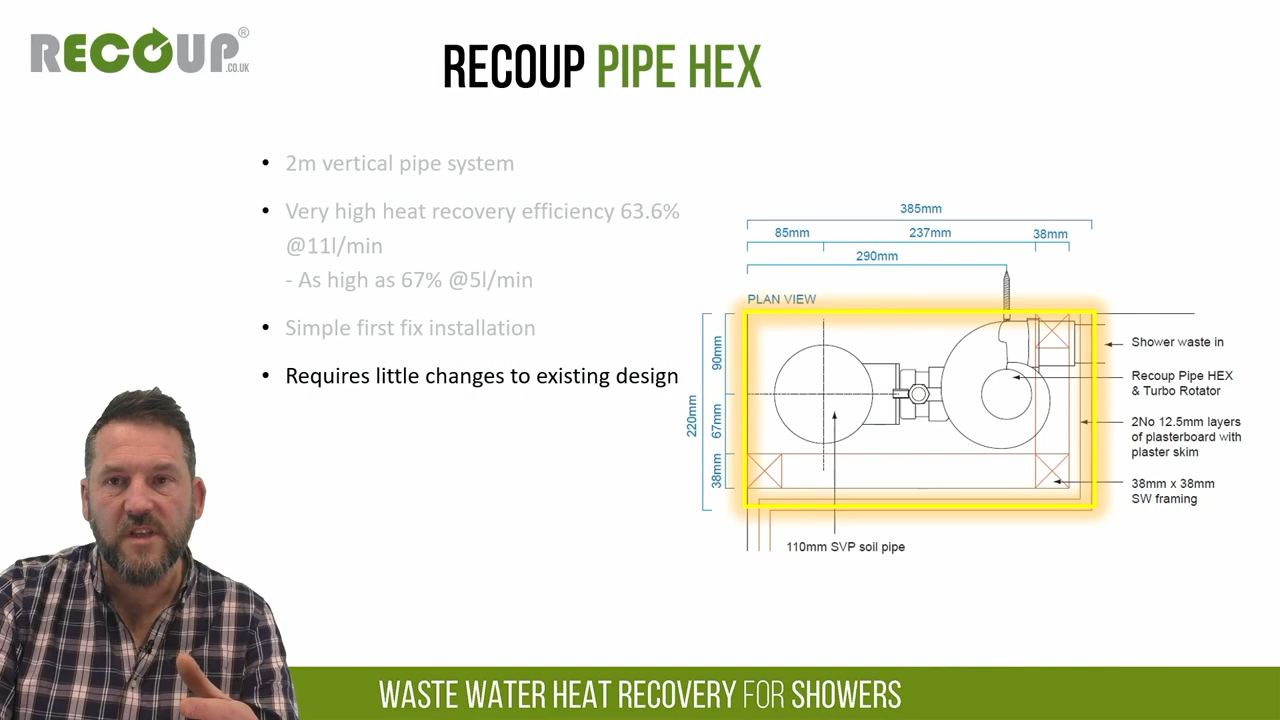 RECOUP®
.CO.UK
RECOUP PIPE HEX
• 2m vertical pipe system
• Very high heat recovery efficiency 63.6%
@11l/min
- As high as 67% @5l/min
• Simple first fix installation
• Requires little changes to existing design
385mm
85mm
237mm
38mm
290mm
PLAN VIEW
220mm
90mm
67mm
38mm
Shower waste in
Recoup Pipe HEX
& Turbo Rotator
2No 12.5mm layers
of plasterboard with
plaster skim
38mm x 38mm
SW framing
110mm SVP soil pipe
WASTE WATER HEAT RECOVERY FOR SHOWERS